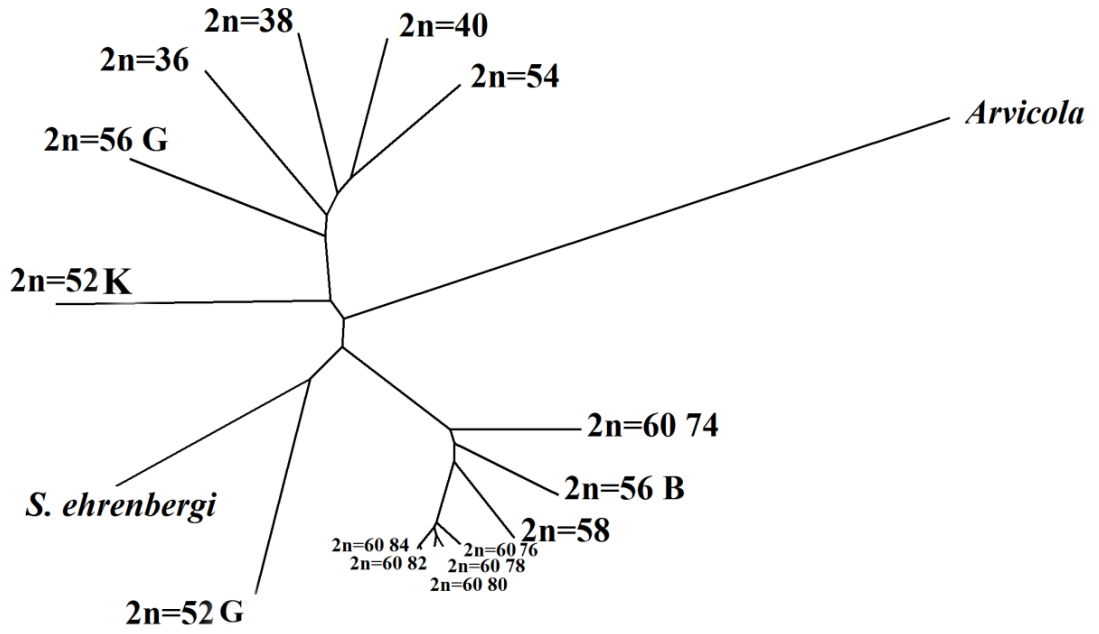 2n=38
2n=40
2n=36
2n=54
Arvicola
2n=56 G
2n=52 K
2n=60 74
2n=56 B
S. ehrenbergi
2n=58
2n=60 84
2n=60 76
2n=60 82
2n=60 78
2n=60 80
2n=52 G